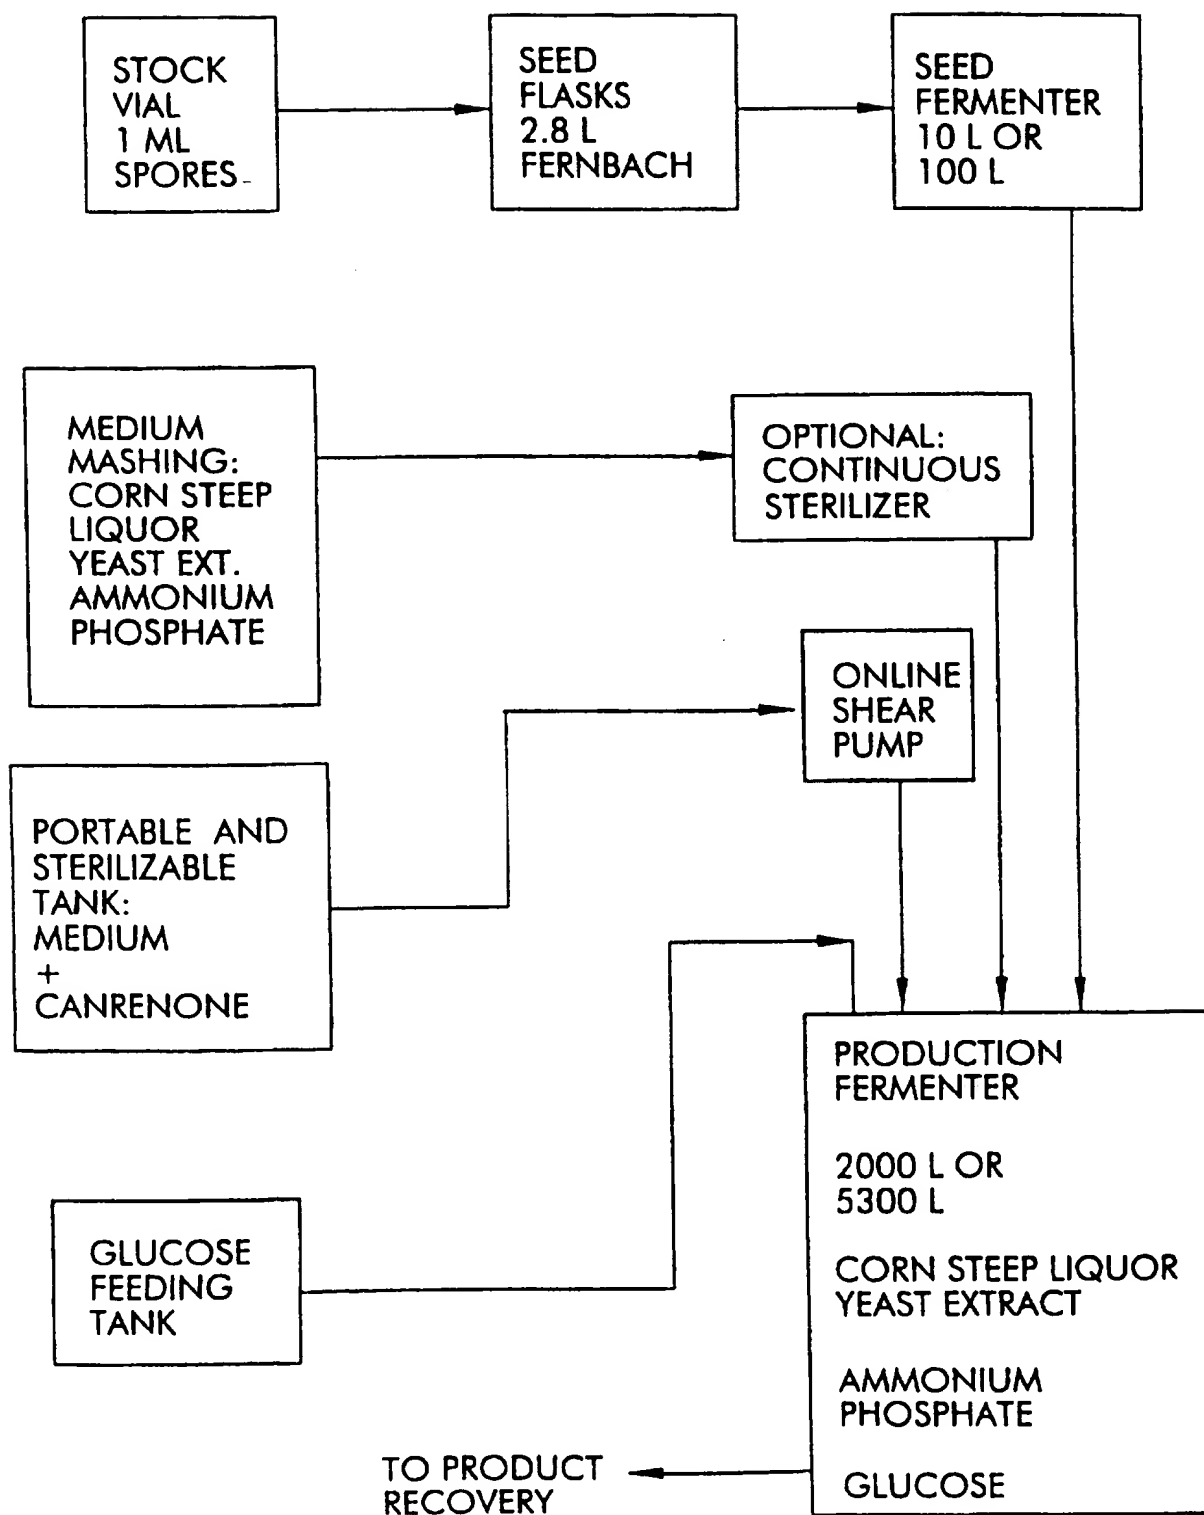 STOCK
VIAL
1 ML
SPORES
SEED
FLASKS
2.8 L
FERNBACH
SEED
FERMENTER
10 L OR
100 L
MEDIUM
MASHING:
CORN STEEP
LIQUOR
YEAST EXT.
AMMONIUM
PHOSPHATE
OPTIONAL:
CONTINUOUS
STERILIZER
ONLINE
SHEAR
PUMP
PORTABLE AND
STERILIZABLE
TANK:
MEDIUM
+
CANRENONE
GLUCOSE
FEEDING
TANK
PRODUCTION
FERMENTER
2000 L OR
5300 L
CORN STEEP LIQUOR
YEAST EXTRACT
AMMONIUM
PHOSPHATE
GLUCOSE
TO PRODUCT
RECOVERY